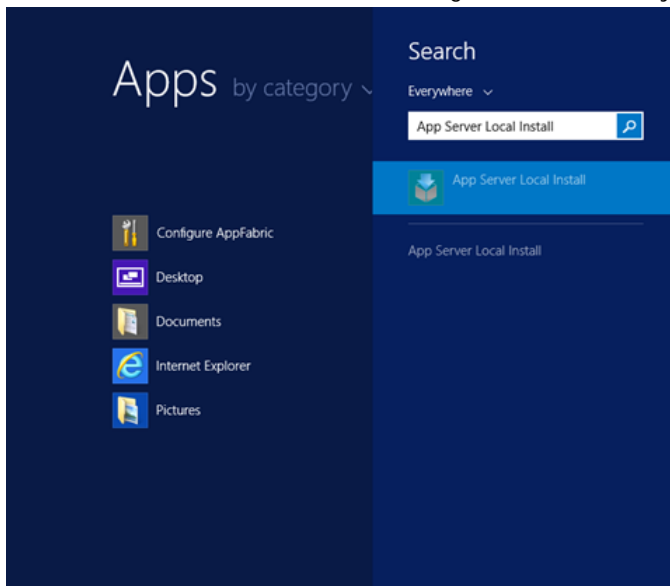 Apps by category
Configure AppFabric
Desktop
Documents
Internet Explorer
Pictures
Search
Everywhere
App Server Local Install
App Server Local Install
App Server Local Install